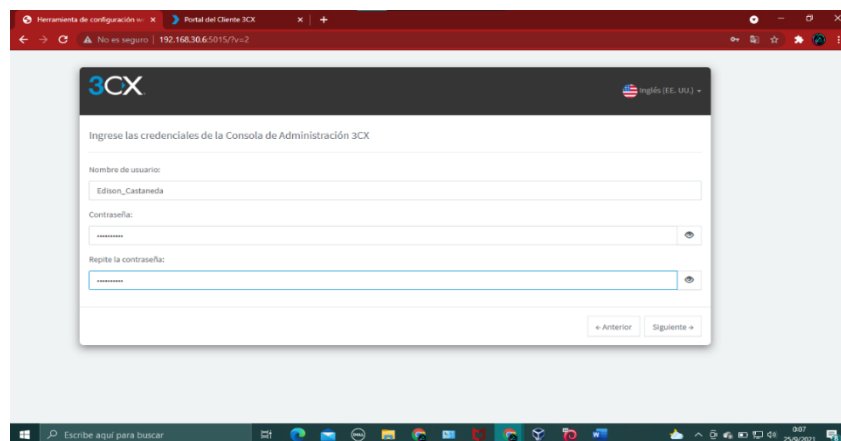 Herramienta de configuración w
Portal del Cliente 3CX
No es seguro | 192.168.30.6:5015/?v=2
3CX
Inglés (EE. UU.)
Ingrese las credenciales de la Consola de Administración 3CX
Nombre de usuario:
Edison_Castaneda
Contraseña:
••••••••••
Repite la contraseña:
••••••••••
← Anterior
Siguiente →
Escribe aquí para buscar
0:07
25/9/2021